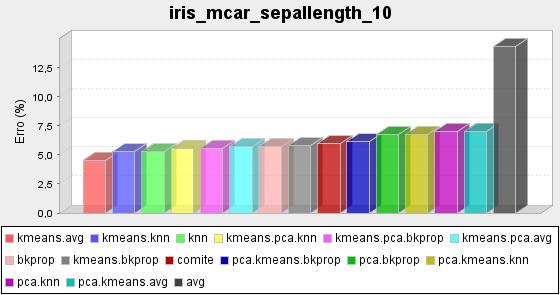 iris_mcar_sepallength_10
Erro (%)
12,5
10,0
7,5
5,0
2,5
0,0
kmeans.avg kmeans.knn knn kmeans.pca.knn kmeans.pca.bkprop kmeans.pca.avg
bkprop kmeans.bkprop comite pca.kmeans.bkprop pca.bkprop pca.kmeans.knn
pca.knn pca.kmeans.avg avg